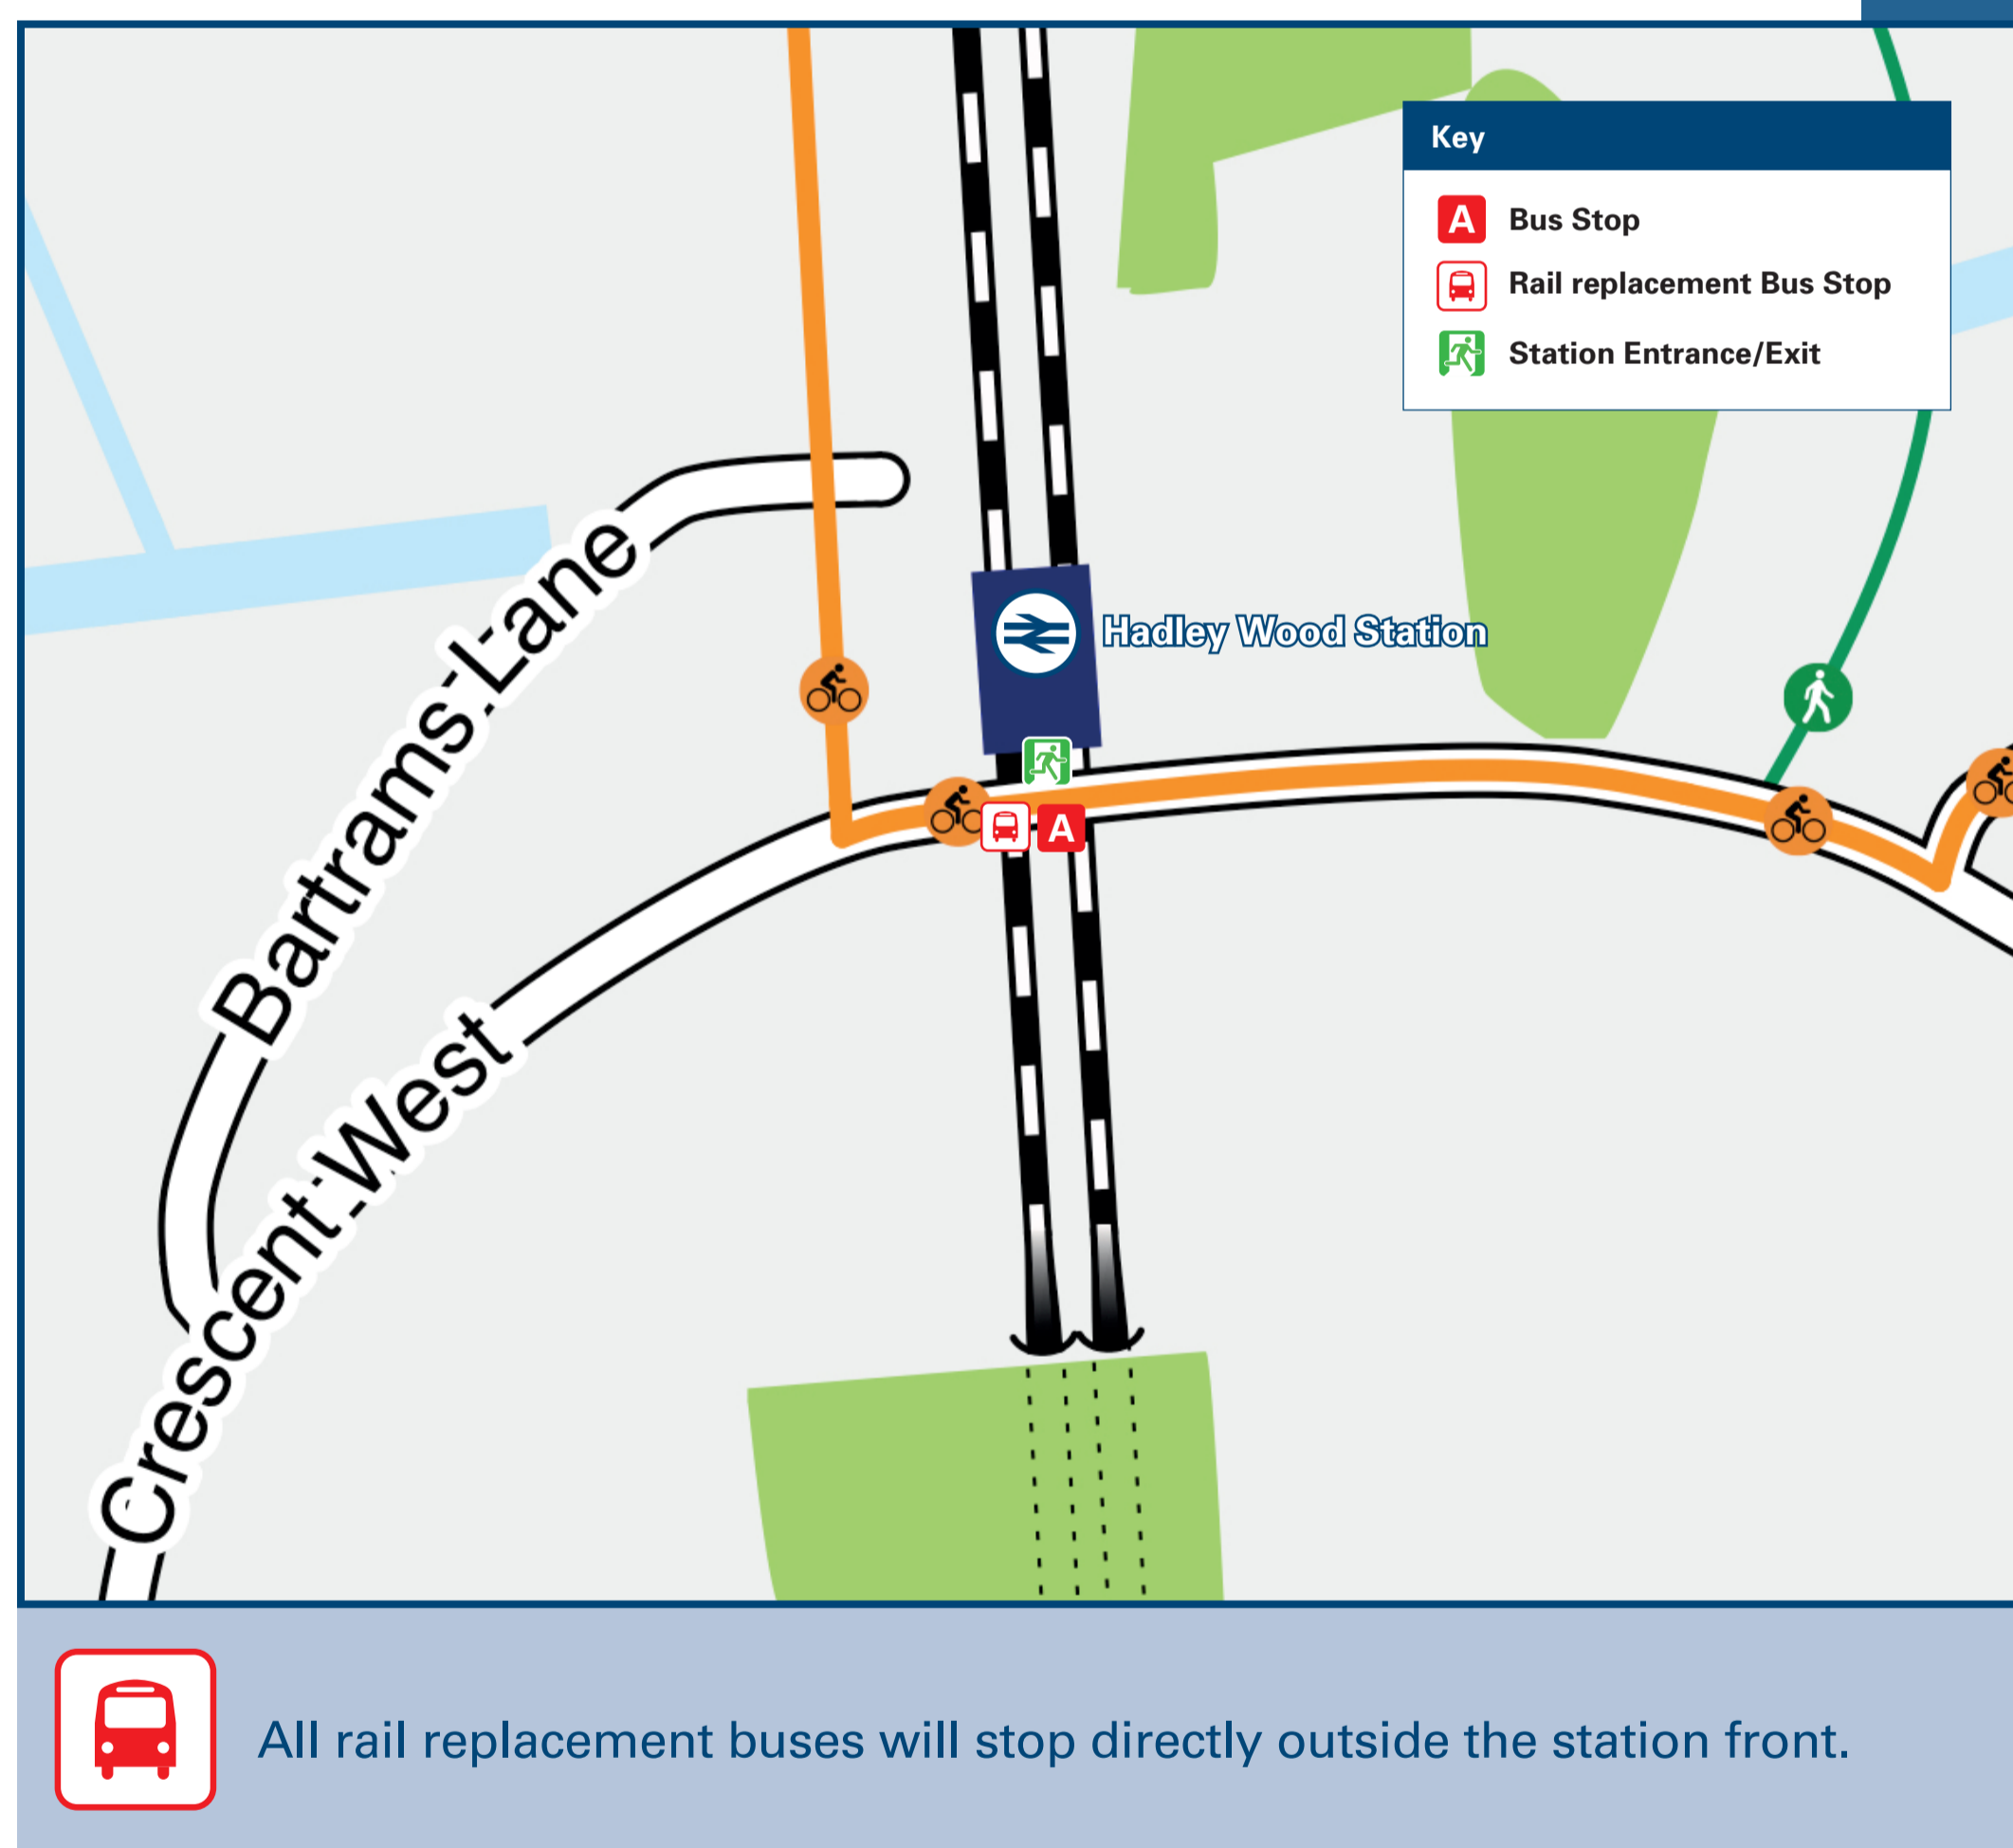 Key
A Bus Stop
Rail replacement Bus Stop
Station Entrance/Exit
Bartrams Lane
Hadley Wood Station
A
Crescent West
All rail replacement buses will stop directly outside the station front.